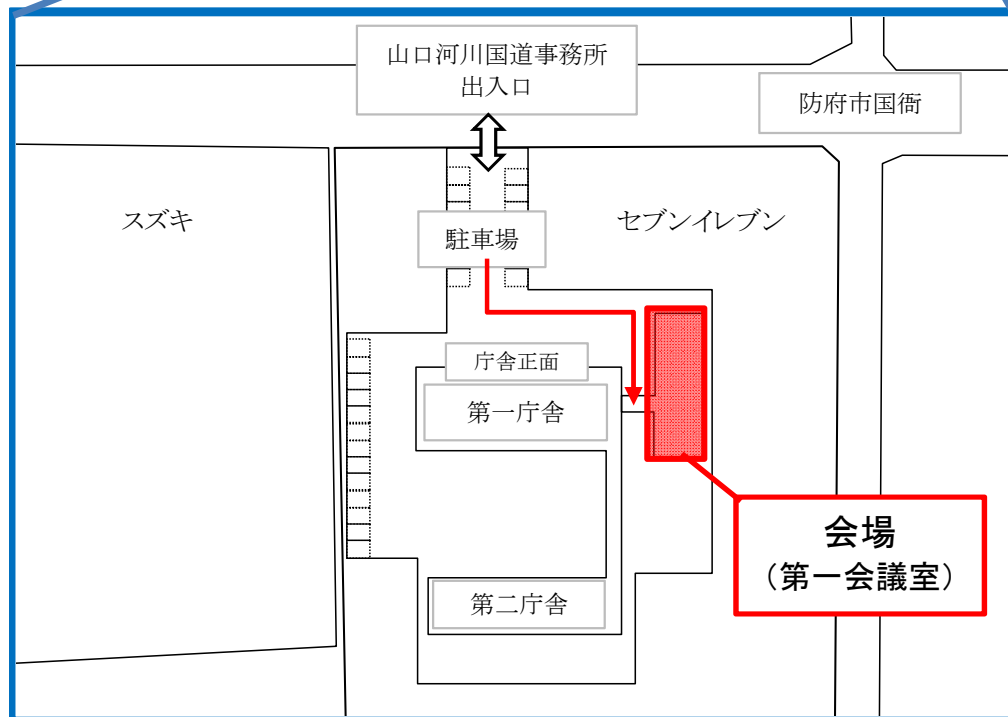 山口河川国道事務所
出入口
防府市国衙
スズキ
セブンイレブン
駐車場
庁舎正面
第一庁舎
会場
（第一会議室）
第二庁舎